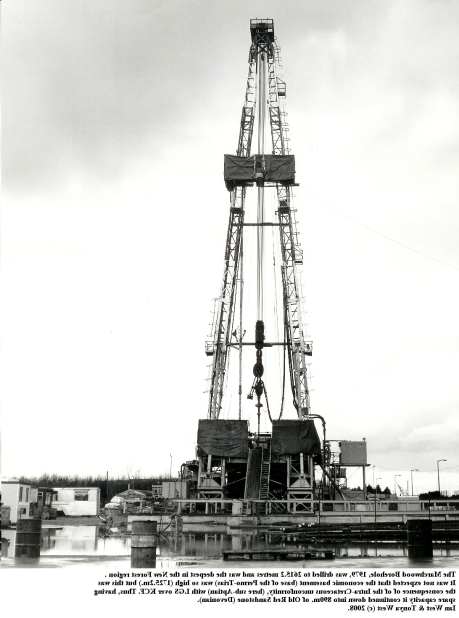 The Marchwood Borehole, 1979, was drilled to 2615.2 metres and was the deepest in the New Forest region.
It was not expected that the economic basement (base of the Permo-Trias) was so high (1725.2m.), but this was
the consequence of the of the Intra-Cretaceous unconformity, (here sub-Aptian) with LGS over KCF. Thus, having
spare capacity it continued down into 890m. of Old Red Sandstone (Devonian).
Ian West & Tonya West (c) 2008.